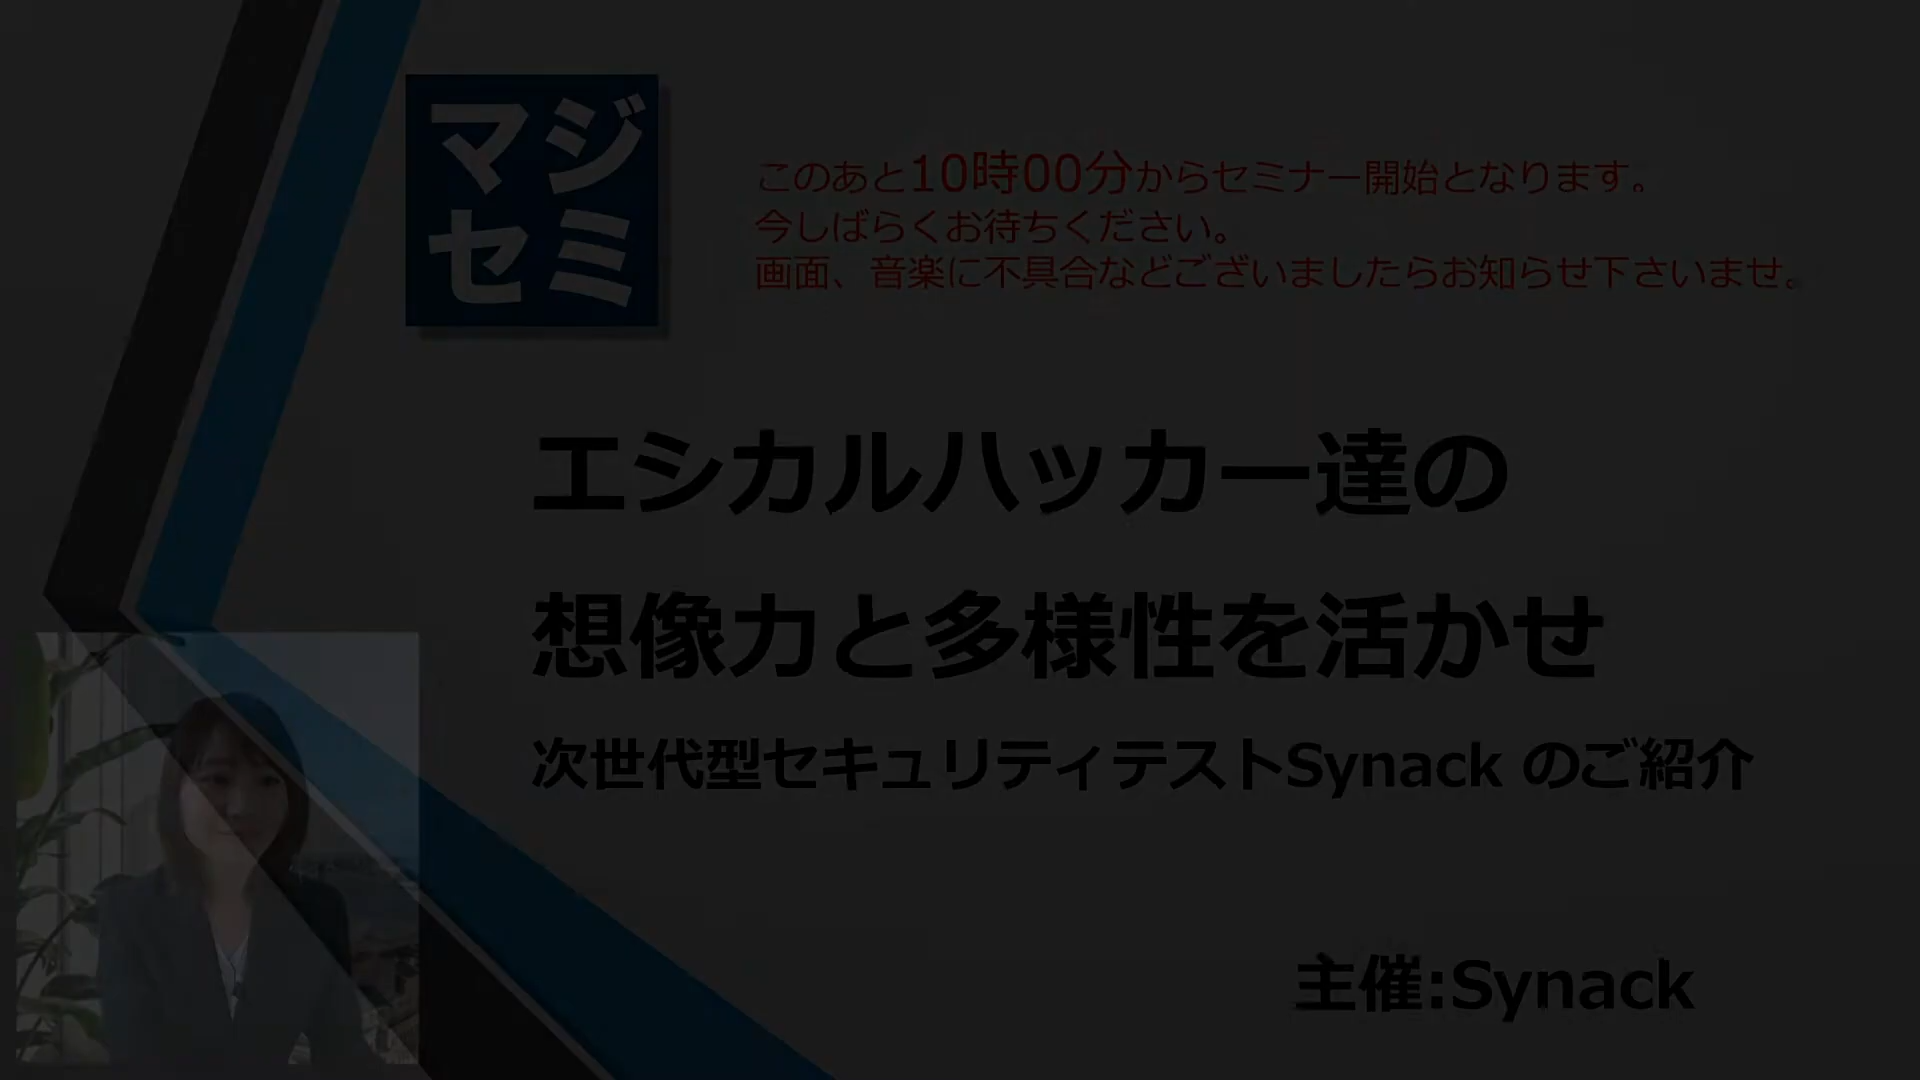 マジ
セミ
このあと10時00分からセミナー開始となります。
今しばらくお待ちください。
画面、音楽に不具合などございましたらお知らせ下さいませ。
エシカルハッカー達の
想像力と多様性を活かせ
次世代型セキュリティテストSynack のご紹介
主催:Synack